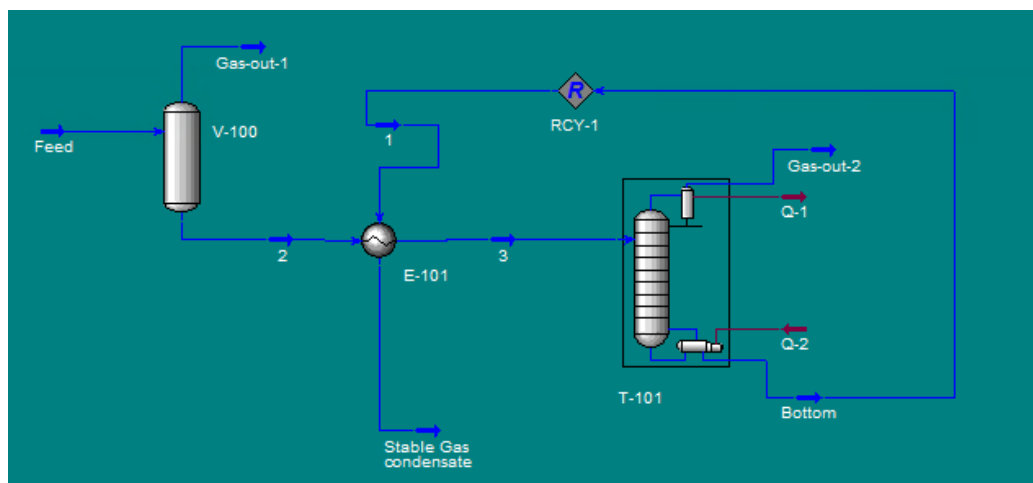 Gas-out-1
Feed
V-100
R
RCY-1
1
Gas-out-2
Q-1
2
E-101
3
Q-2
T-101
Bottom
Stable Gas
condensate